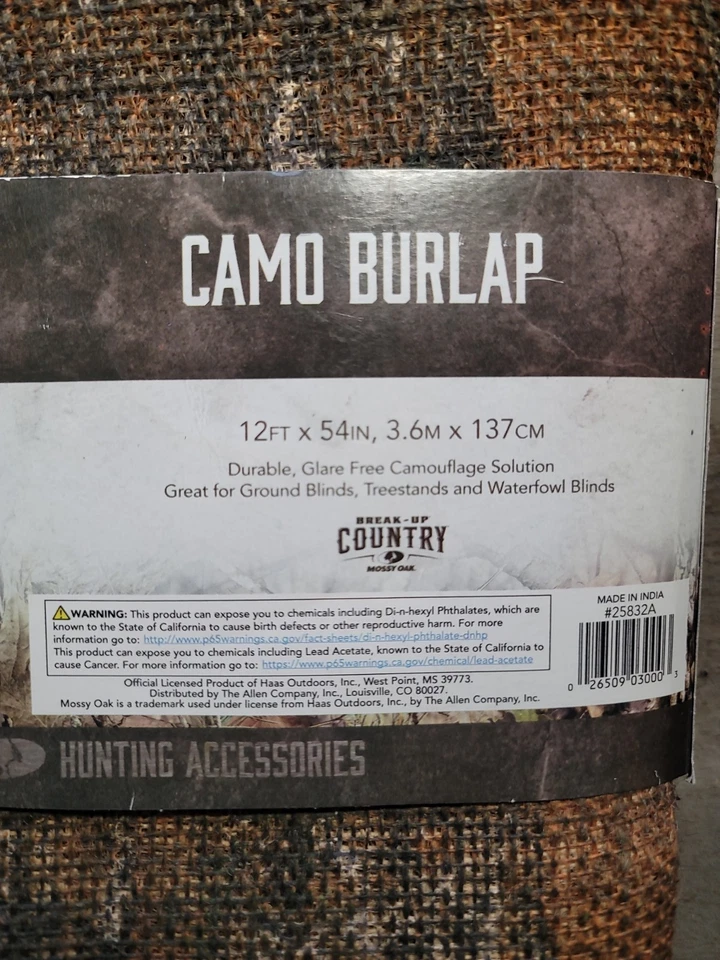 CAMO BURLAP
12FT x 54IN, 3.6M x 137CM
Durable, Glare Free Camouflage Solution
Great for Ground Blinds, Treestands and Waterfowl Blinds
BREAK-UP
COUNTRY
MOSSY OAK
WARNING: This product can expose you to chemicals including Di-n-hexyl Phthalates, which are
known to the State of California to cause birth defects or other reproductive harm. For more
information go to: http://www.p65warnings.ca.gov/fact-sheets/di-n-hexyl-phthalate-dnhp
This product can expose you to chemicals including Lead Acetate, known to the State of California to
cause Cancer. For more information go to: https://www.p65warnings.ca.gov/chemical/lead-acetate
Official Licensed Product of Haas Outdoors, Inc., West Point, MS 39773.
Distributed by The Allen Company, Inc., Louisville, CO 80027.
Mossy Oak is a trademark used under license from Haas Outdoors, Inc., by The Allen Company, Inc.
MADE IN INDIA
#25832A
0 26509 03000 3
HUNTING ACCESSORIES